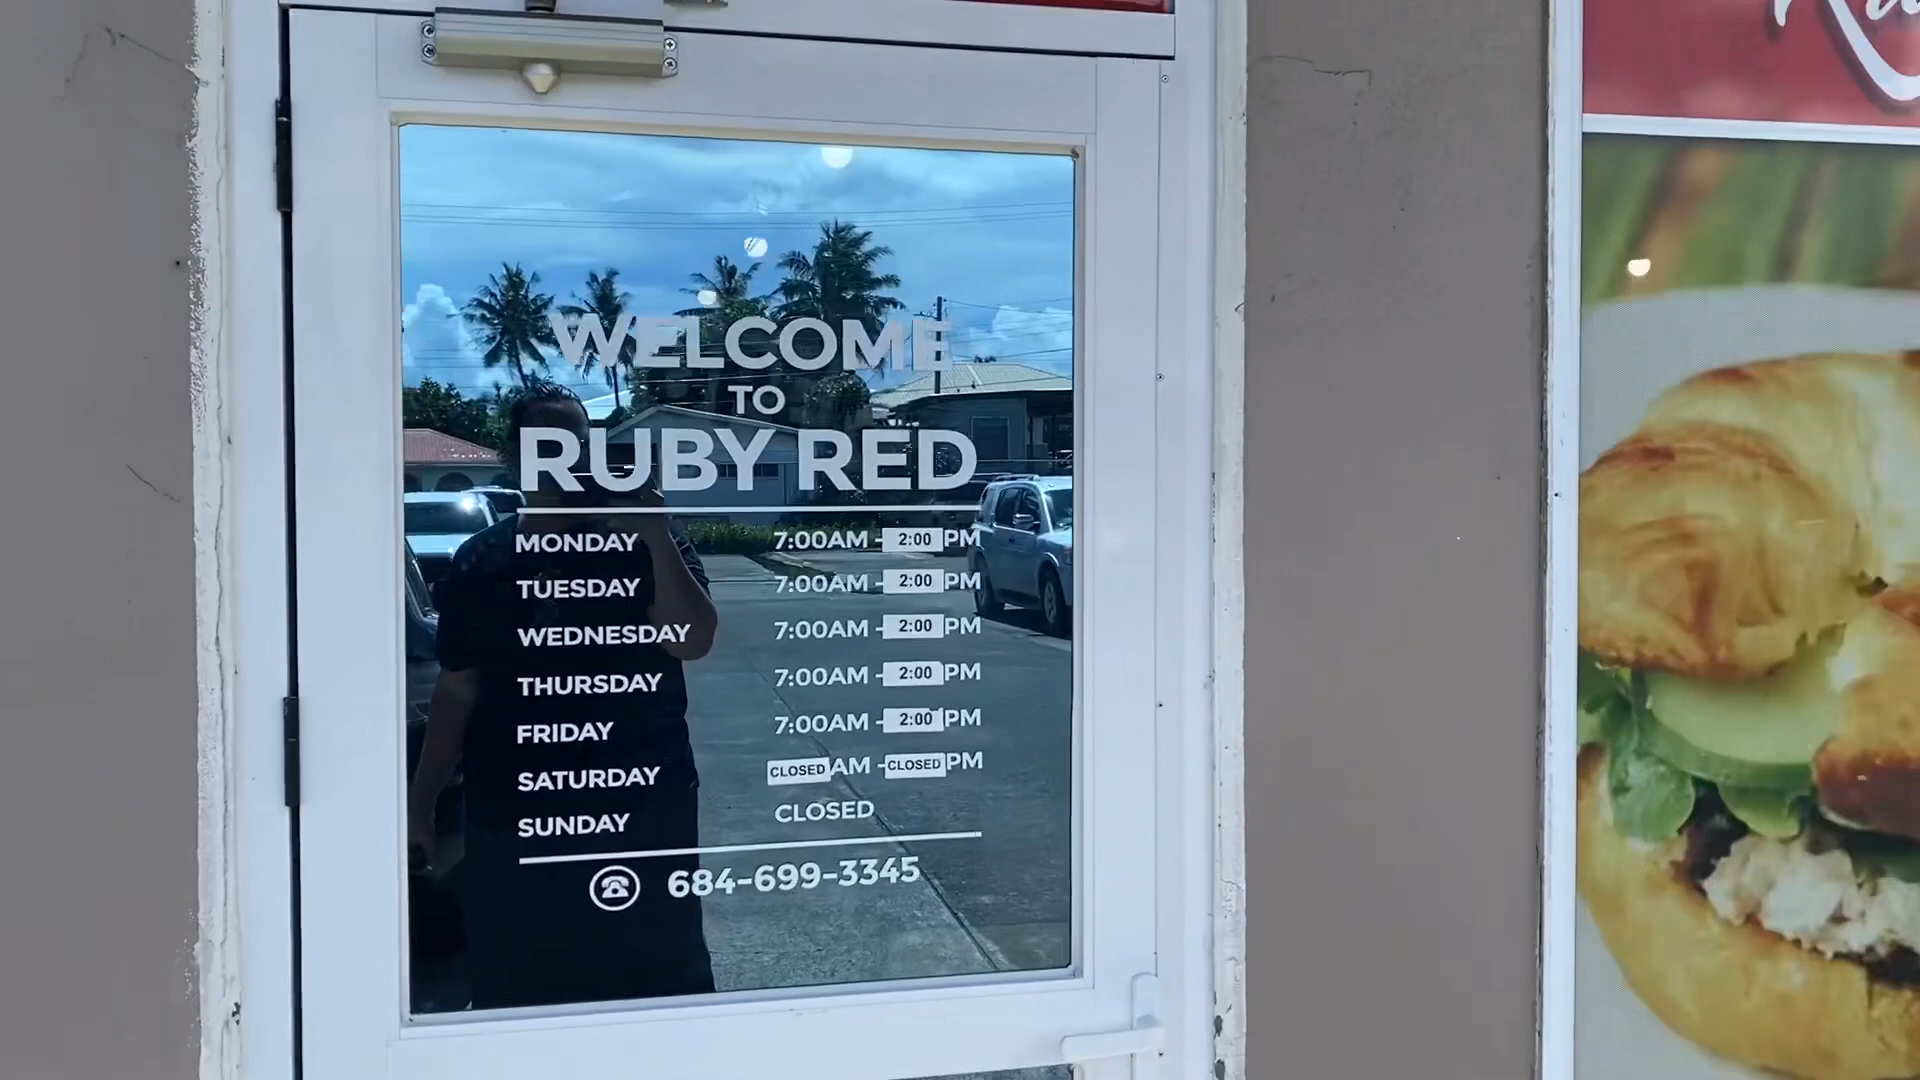 WELCOME
TO
RUBY RED
MONDAY 7:00AM - 2:00 PM
TUESDAY 7:00AM - 2:00 PM
WEDNESDAY 7:00AM - 2:00 PM
THURSDAY 7:00AM - 2:00 PM
FRIDAY 7:00AM - 2:00 PM
SATURDAY CLOSED AM - CLOSED PM
SUNDAY CLOSED
684-699-3345